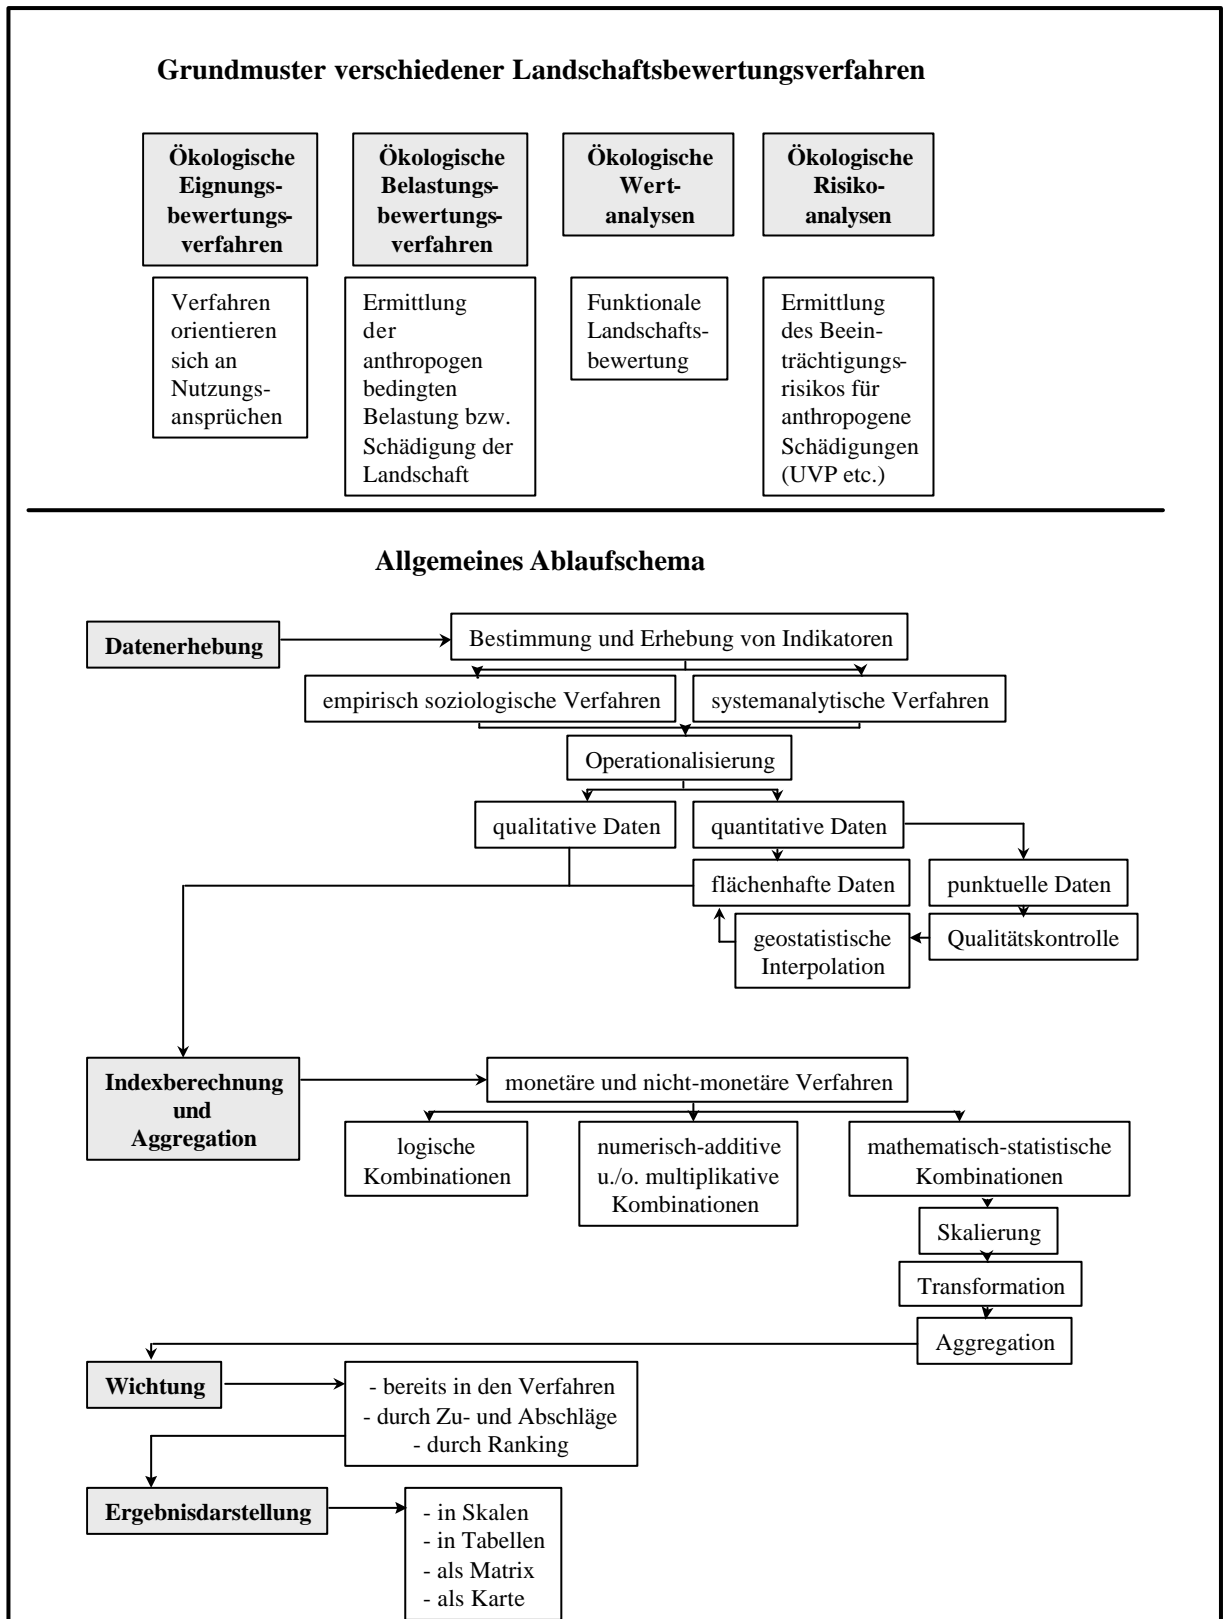 Grundmuster verschiedener Landschaftsbewertungsverfahren
Ökologische
Eignungs-
bewertungs-
verfahren
Ökologische
Belastungs-
bewertungs-
verfahren
Ökologische
Wert-
analysen
Ökologische
Risiko-
analysen
Verfahren
orientieren
sich an
Nutzungs-
ansprüchen
Ermittlung
der
anthropogen
bedingten
Belastung bzw.
Schädigung der
Landschaft
Funktionale
Landschafts-
bewertung
Ermittlung
des Beein-
trächtigungs-
risikos für
anthropogene
Schädigungen
(UVP etc.)
Allgemeines Ablaufschema
Datenerhebung
Bestimmung und Erhebung von Indikatoren
empirisch soziologische Verfahren
systemanalytische Verfahren
Operationalisierung
qualitative Daten
quantitative Daten
flächenhafte Daten
punktuelle Daten
geostatistische
Interpolation
Qualitätskontrolle
Indexberechnung
und
Aggregation
monetäre und nicht-monetäre Verfahren
logische
Kombinationen
numerisch-additive
u./o. multiplikative
Kombinationen
mathematisch-statistische
Kombinationen
Skalierung
Transformation
Aggregation
Wichtung
- bereits in den Verfahren
- durch Zu- und Abschläge
- durch Ranking
Ergebnisdarstellung
- in Skalen
- in Tabellen
- als Matrix
- als Karte